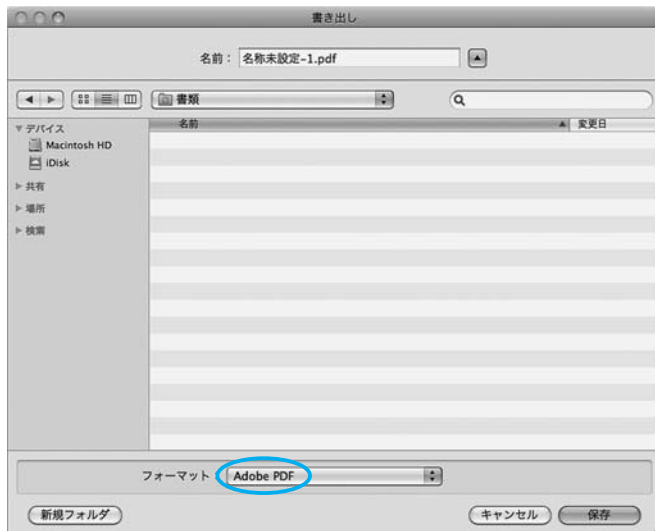 書き出し
名前： 名称未設定-1.pdf
書類
名前 変更日
デバイス
Macintosh HD
iDisk
共有
場所
検索
フォーマット： Adobe PDF
新規フォルダ キャンセル 保存